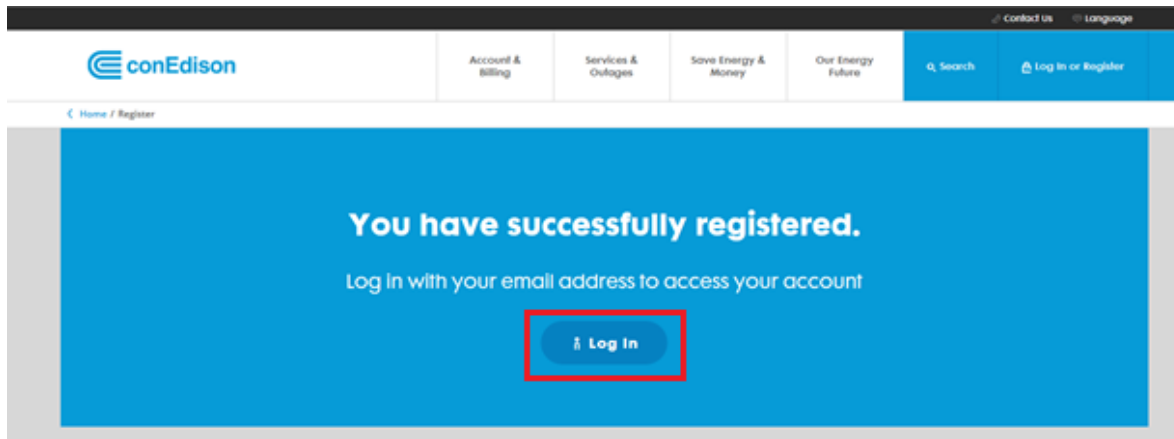 Contact Us Language
conEdison
Account & Billing
Services & Outages
Save Energy & Money
Our Energy Future
Search
Log In or Register
Home / Register
You have successfully registered.
Log in with your email address to access your account
Log In